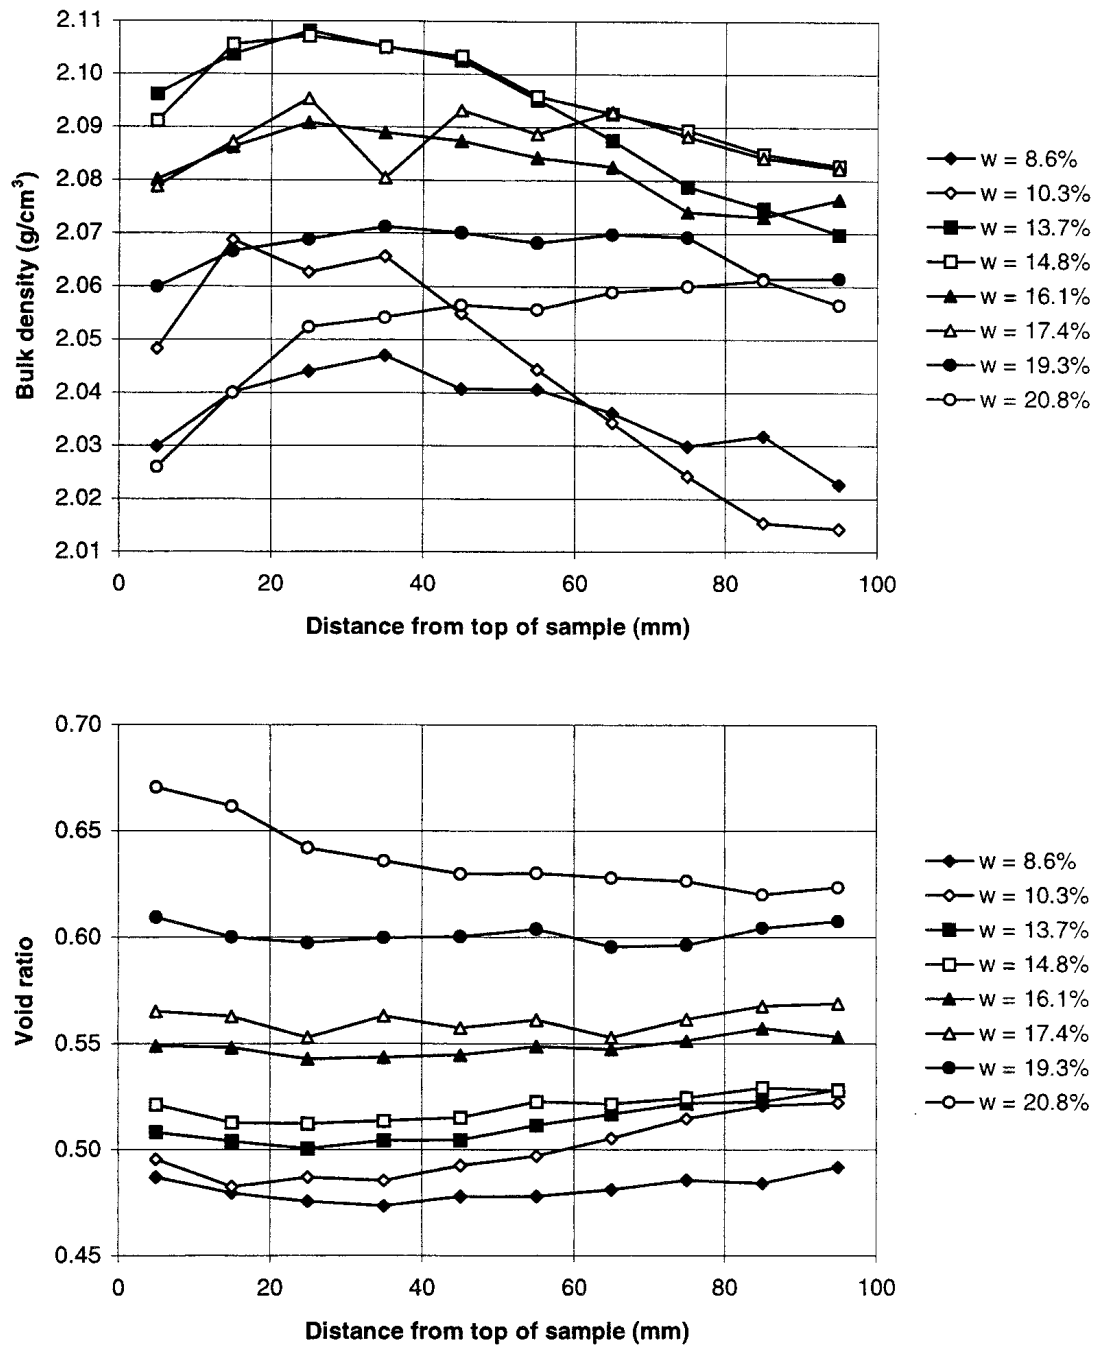 2.11
2.10
2.09
2.08
2.07
2.06
2.05
2.04
2.03
2.02
2.01
Bulk density (g/cm³)
0 20 40 60 80 100
Distance from top of sample (mm)
w = 8.6%
w = 10.3%
w = 13.7%
w = 14.8%
w = 16.1%
w = 17.4%
w = 19.3%
w = 20.8%
0.70
0.65
0.60
0.55
0.50
0.45
Void ratio
0 20 40 60 80 100
Distance from top of sample (mm)
w = 8.6%
w = 10.3%
w = 13.7%
w = 14.8%
w = 16.1%
w = 17.4%
w = 19.3%
w = 20.8%